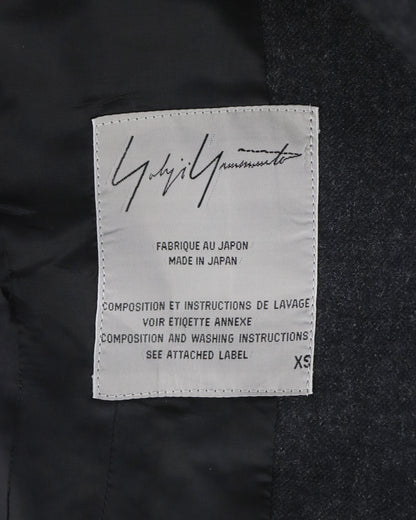 Yohji Yamamoto
FABRIQUE AU JAPON
MADE IN JAPAN
COMPOSITION ET INSTRUCTIONS DE LAVAGE
VOIR ETIQETTE ANNEXE
COMPOSITION AND WASHING INSTRUCTIONS
SEE ATTACHED LABEL
XS